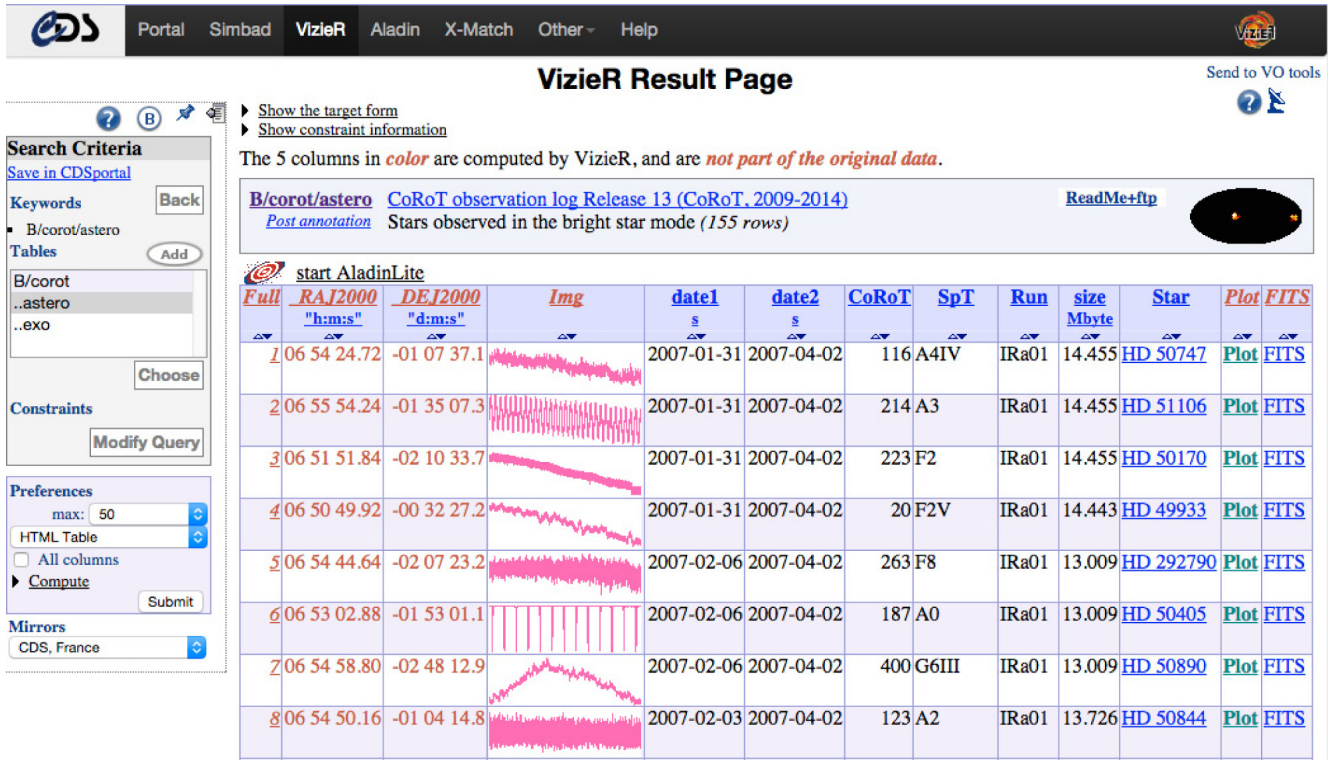 CDS Portal Simbad VizieR Aladin X-Match Other Help VizieR
VizieR Result Page
Send to VO tools
Show the target form
Show constraint information
The 5 columns in color are computed by VizieR, and are not part of the original data.
Search Criteria
Save in CDSportal
Keywords Back
B/corot/astero
Tables Add
B/corot
..astero
..exo
Choose
Constraints
Modify Query
Preferences
max: 50
HTML Table
All columns
Compute
Submit
Mirrors
CDS, France
B/corot/astero CoRoT observation log Release 13 (CoRoT, 2009-2014) ReadMe+ftp
Post annotation Stars observed in the bright star mode (155 rows)
start AladinLite
Full RAJ2000 DEJ2000 Img date1 date2 CoRoT SpT Run size Star Plot FITS
"h:m:s" "d:m:s" s s Mbyte
1 06 54 24.72 -01 07 37.1 2007-01-31 2007-04-02 116 A4IV IRa01 14.455 HD 50747 Plot FITS
2 06 55 54.24 -01 35 07.3 2007-01-31 2007-04-02 214 A3 IRa01 14.455 HD 51106 Plot FITS
3 06 51 51.84 -02 10 33.7 2007-01-31 2007-04-02 223 F2 IRa01 14.455 HD 50170 Plot FITS
4 06 50 49.92 -00 32 27.2 2007-01-31 2007-04-02 20 F2V IRa01 14.443 HD 49933 Plot FITS
5 06 54 44.64 -02 07 23.2 2007-02-06 2007-04-02 263 F8 IRa01 13.009 HD 292790 Plot FITS
6 06 53 02.88 -01 53 01.1 2007-02-06 2007-04-02 187 A0 IRa01 13.009 HD 50405 Plot FITS
7 06 54 58.80 -02 48 12.9 2007-02-06 2007-04-02 400 G6III IRa01 13.009 HD 50890 Plot FITS
8 06 54 50.16 -01 04 14.8 2007-02-03 2007-04-02 123 A2 IRa01 13.726 HD 50844 Plot FITS